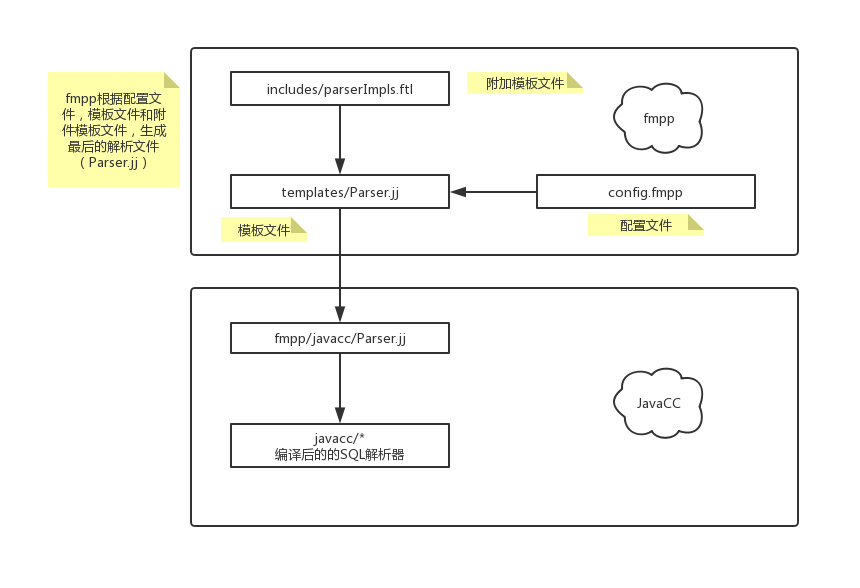 fmpp根据配置文
件，模板文件和附
件模板文件，生成
最后的解析文件
（Parser.jj）
includes/parserImpls.ftl
附加模板文件
fmpp
templates/Parser.jj
config.fmpp
模板文件
配置文件
fmpp/javacc/Parser.jj
JavaCC
javacc/*
编译后的的SQL解析器